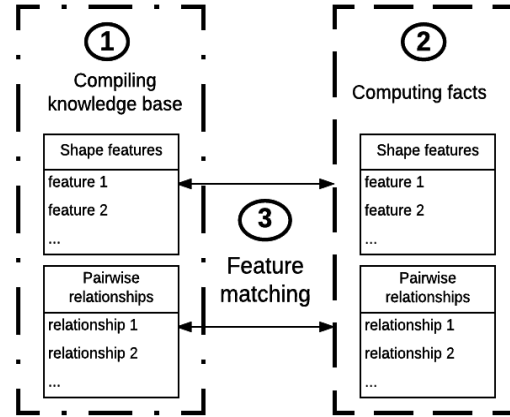 1
Compiling
knowledge base
Shape features
feature 1
feature 2
...
Pairwise
relationships
relationship 1
relationship 2
...
3
Feature
matching
2
Computing facts
Shape features
feature 1
feature 2
...
Pairwise
relationships
relationship 1
relationship 2
...